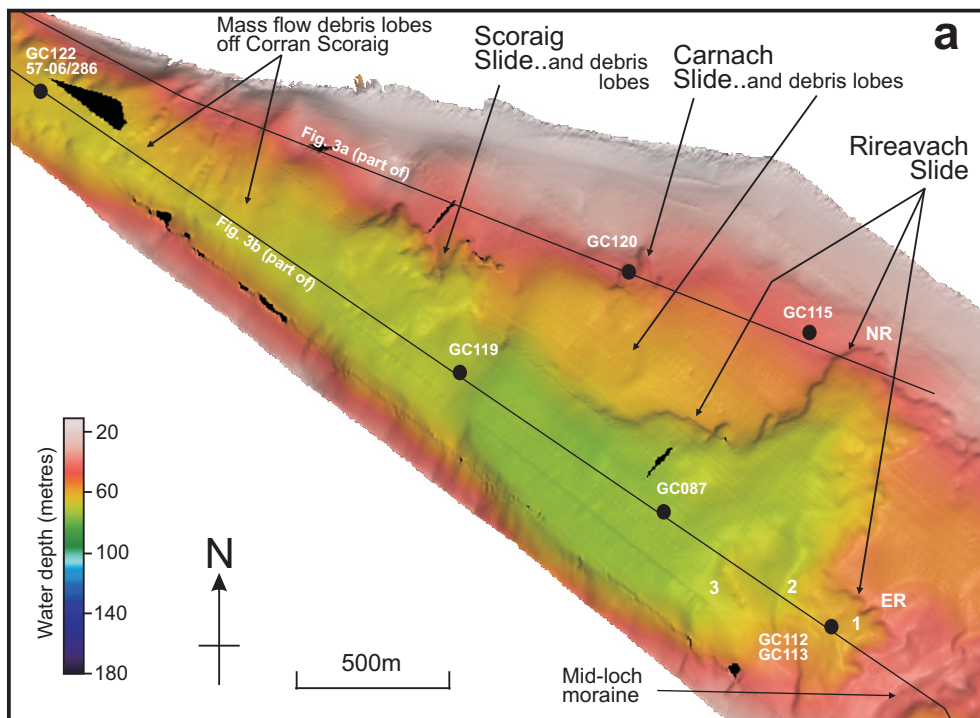 a
Mass flow debris lobes
off Corran Scoraig
Scoraig
Slide..and debris
lobes
Carnach
Slide..and debris lobes
Rireavach
Slide
GC122
57-06/286
Fig. 3a (part of)
Fig. 3b (part of)
GC120
GC115
NR
GC119
GC087
3
2
1
ER
GC112
GC113
Mid-loch
moraine
Water depth (metres)
20
60
100
140
180
N
500m